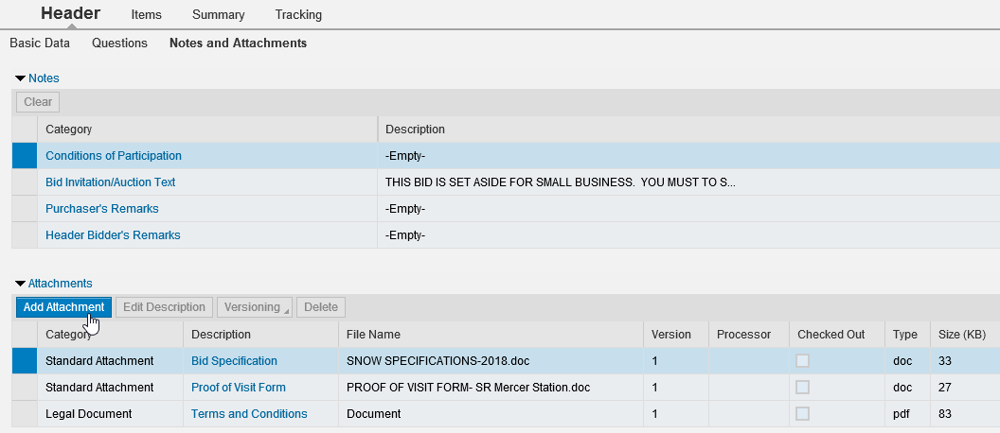 Header Items Summary Tracking
Basic Data Questions Notes and Attachments
Notes
Clear
Category Description
Conditions of Participation -Empty-
Bid Invitation/Auction Text THIS BID IS SET ASIDE FOR SMALL BUSINESS. YOU MUST TO S...
Purchaser's Remarks -Empty-
Header Bidder's Remarks -Empty-
Attachments
Add Attachment Edit Description Versioning Delete
Category Description File Name Version Processor Checked Out Type Size (KB)
Standard Attachment Bid Specification SNOW SPECIFICATIONS-2018.doc 1 doc 33
Standard Attachment Proof of Visit Form PROOF OF VISIT FORM- SR Mercer Station.doc 1 doc 27
Legal Document Terms and Conditions Document 1 pdf 83